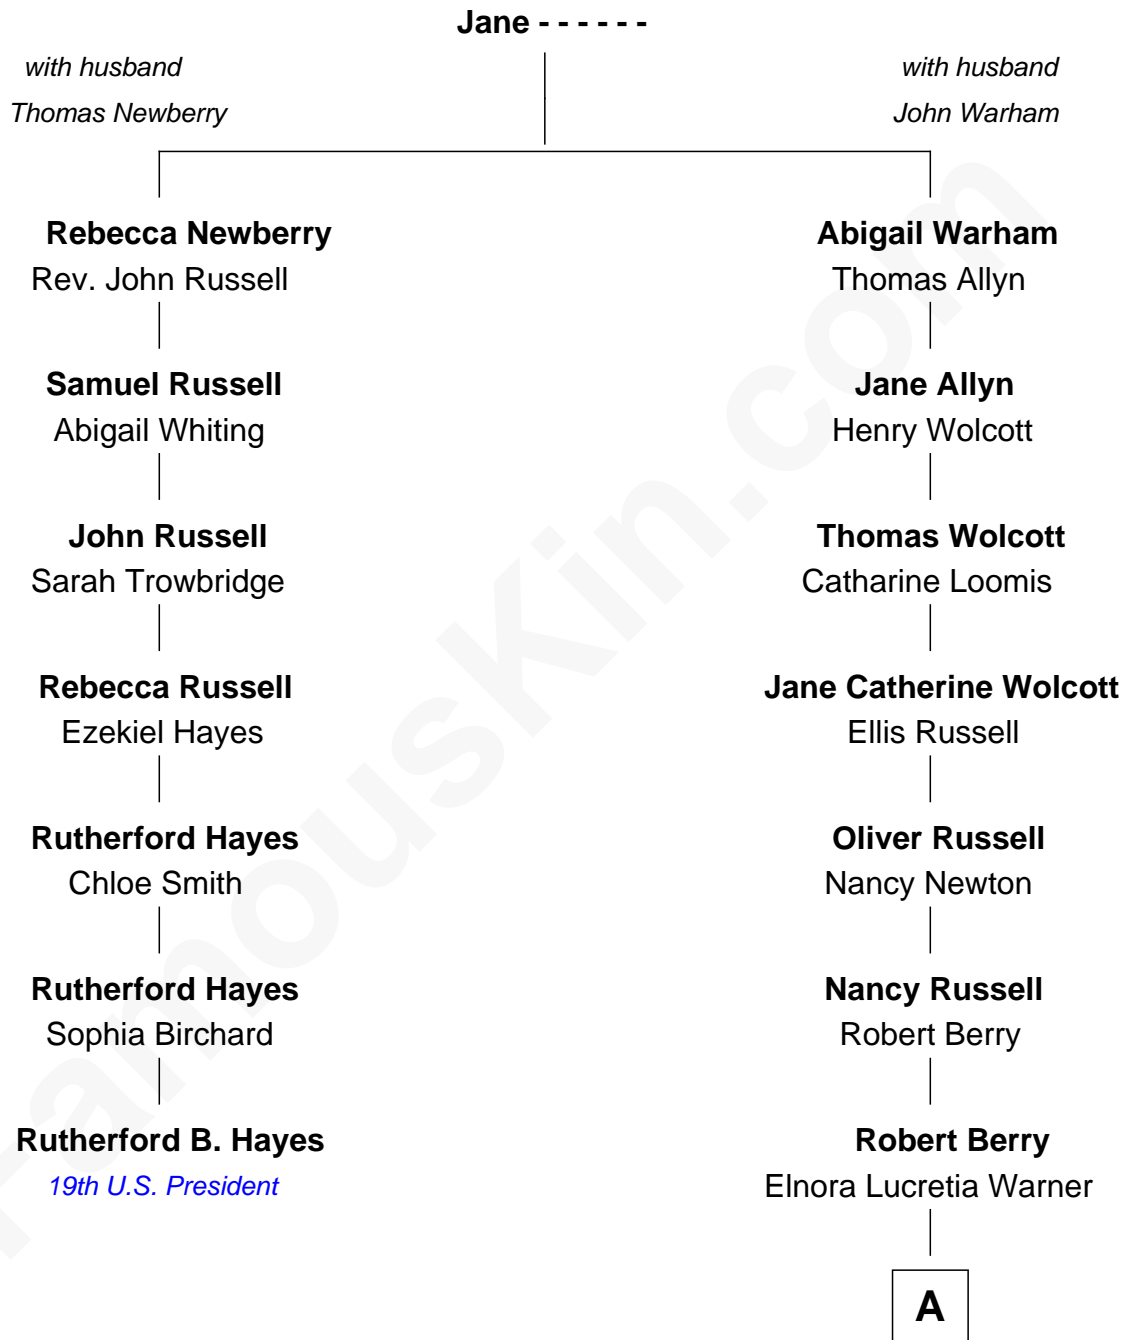 Jane - - - - - -
with husband
Thomas Newberry
with husband
John Warham
Rebecca Newberry
Rev. John Russell
Abigail Warham
Thomas Allyn
Samuel Russell
Abigail Whiting
Jane Allyn
Henry Wolcott
John Russell
Sarah Trowbridge
Thomas Wolcott
Catharine Loomis
Rebecca Russell
Ezekiel Hayes
Jane Catherine Wolcott
Ellis Russell
Rutherford Hayes
Chloe Smith
Oliver Russell
Nancy Newton
Rutherford Hayes
Sophia Birchard
Nancy Russell
Robert Berry
Rutherford B. Hayes
19th U.S. President
Robert Berry
Elnora Lucretia Warner
A
FamousKin.com